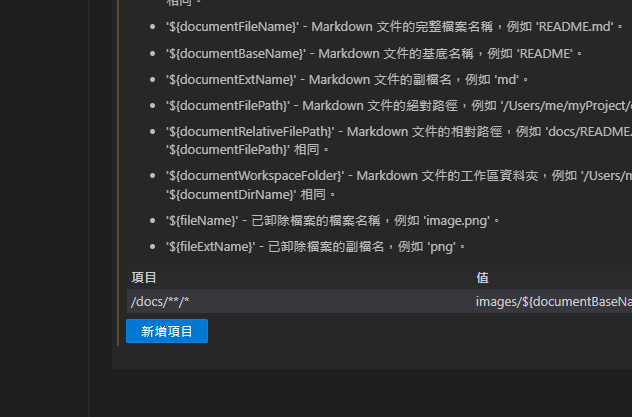 相同。
'${documentFileName}' - Markdown 文件的完整檔案名稱，例如 'README.md'。
'${documentBaseName}' - Markdown 文件的基底名稱，例如 'README'。
'${documentExtName}' - Markdown 文件的副檔名，例如 'md'。
'${documentFilePath}' - Markdown 文件的絕對路徑，例如 '/Users/me/myProject/
'${documentRelativeFilePath}' - Markdown 文件的相對路徑，例如 'docs/README.
'${documentFilePath}' 相同。
'${documentWorkspaceFolder}' - Markdown 文件的工作區資料夾，例如 '/Users/m
'${documentDirName}' 相同。
'${fileName}' - 已卸除檔案的檔案名稱，例如 'image.png'。
'${fileExtName}' - 已卸除檔案的副檔名，例如 'png'。
項目 值
/docs/**/* images/${documentBaseNa
新增項目